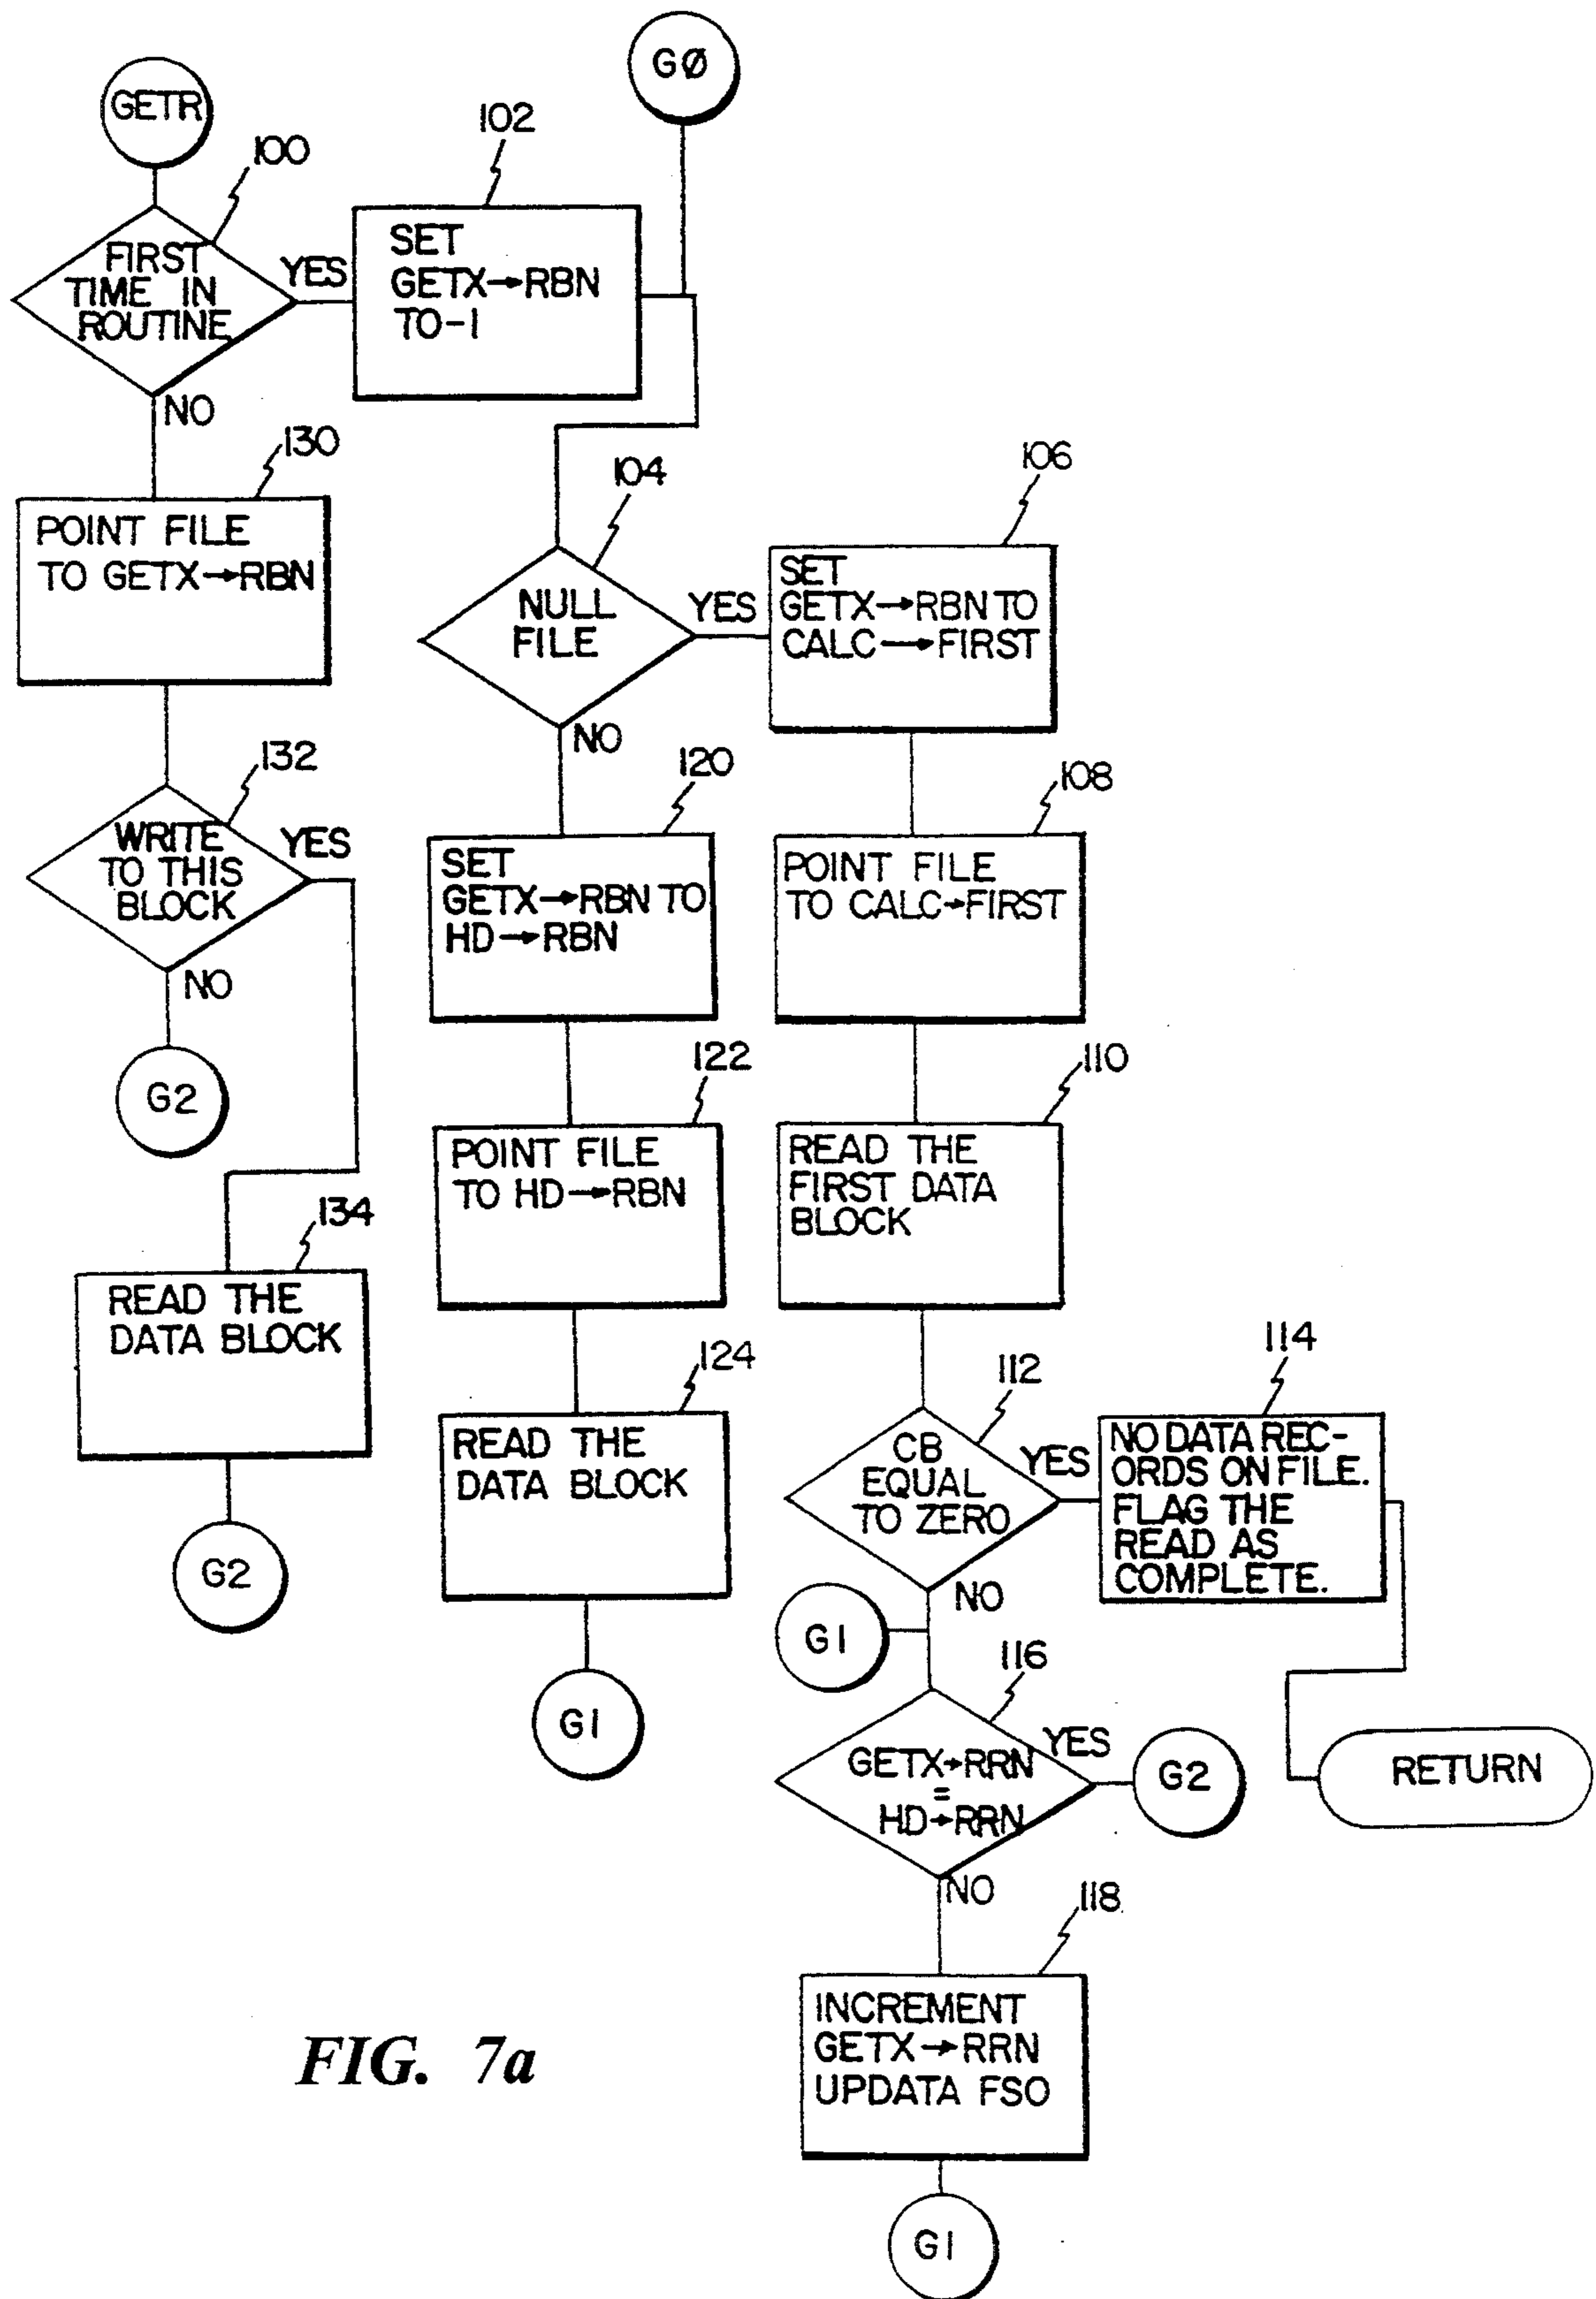 GØ
GETR
100
102
FIRST
TIME IN
ROUTINE
YES
SET
GETX→RBN
TO-1
NO
130
POINT FILE
TO GETX→RBN
104
NULL
FILE
YES
106
SET
GETX→RBN TO
CALC→FIRST
NO
132
WRITE
TO THIS
BLOCK
YES
NO
G2
120
SET
GETX→RBN TO
HD→RBN
108
POINT FILE
TO CALC→FIRST
122
POINT FILE
TO HD→RBN
110
READ THE
FIRST DATA
BLOCK
134
READ THE
DATA BLOCK
G2
124
READ THE
DATA BLOCK
G1
112
CB
EQUAL
TO ZERO
YES
114
NO DATA REC-
ORDS ON FILE.
FLAG THE
READ AS
COMPLETE.
NO
G1
116
GETX→RRN
=
HD→RRN
YES
G2
RETURN
NO
118
INCREMENT
GETX→RRN
UPDATA FSO
G1
FIG. 7a